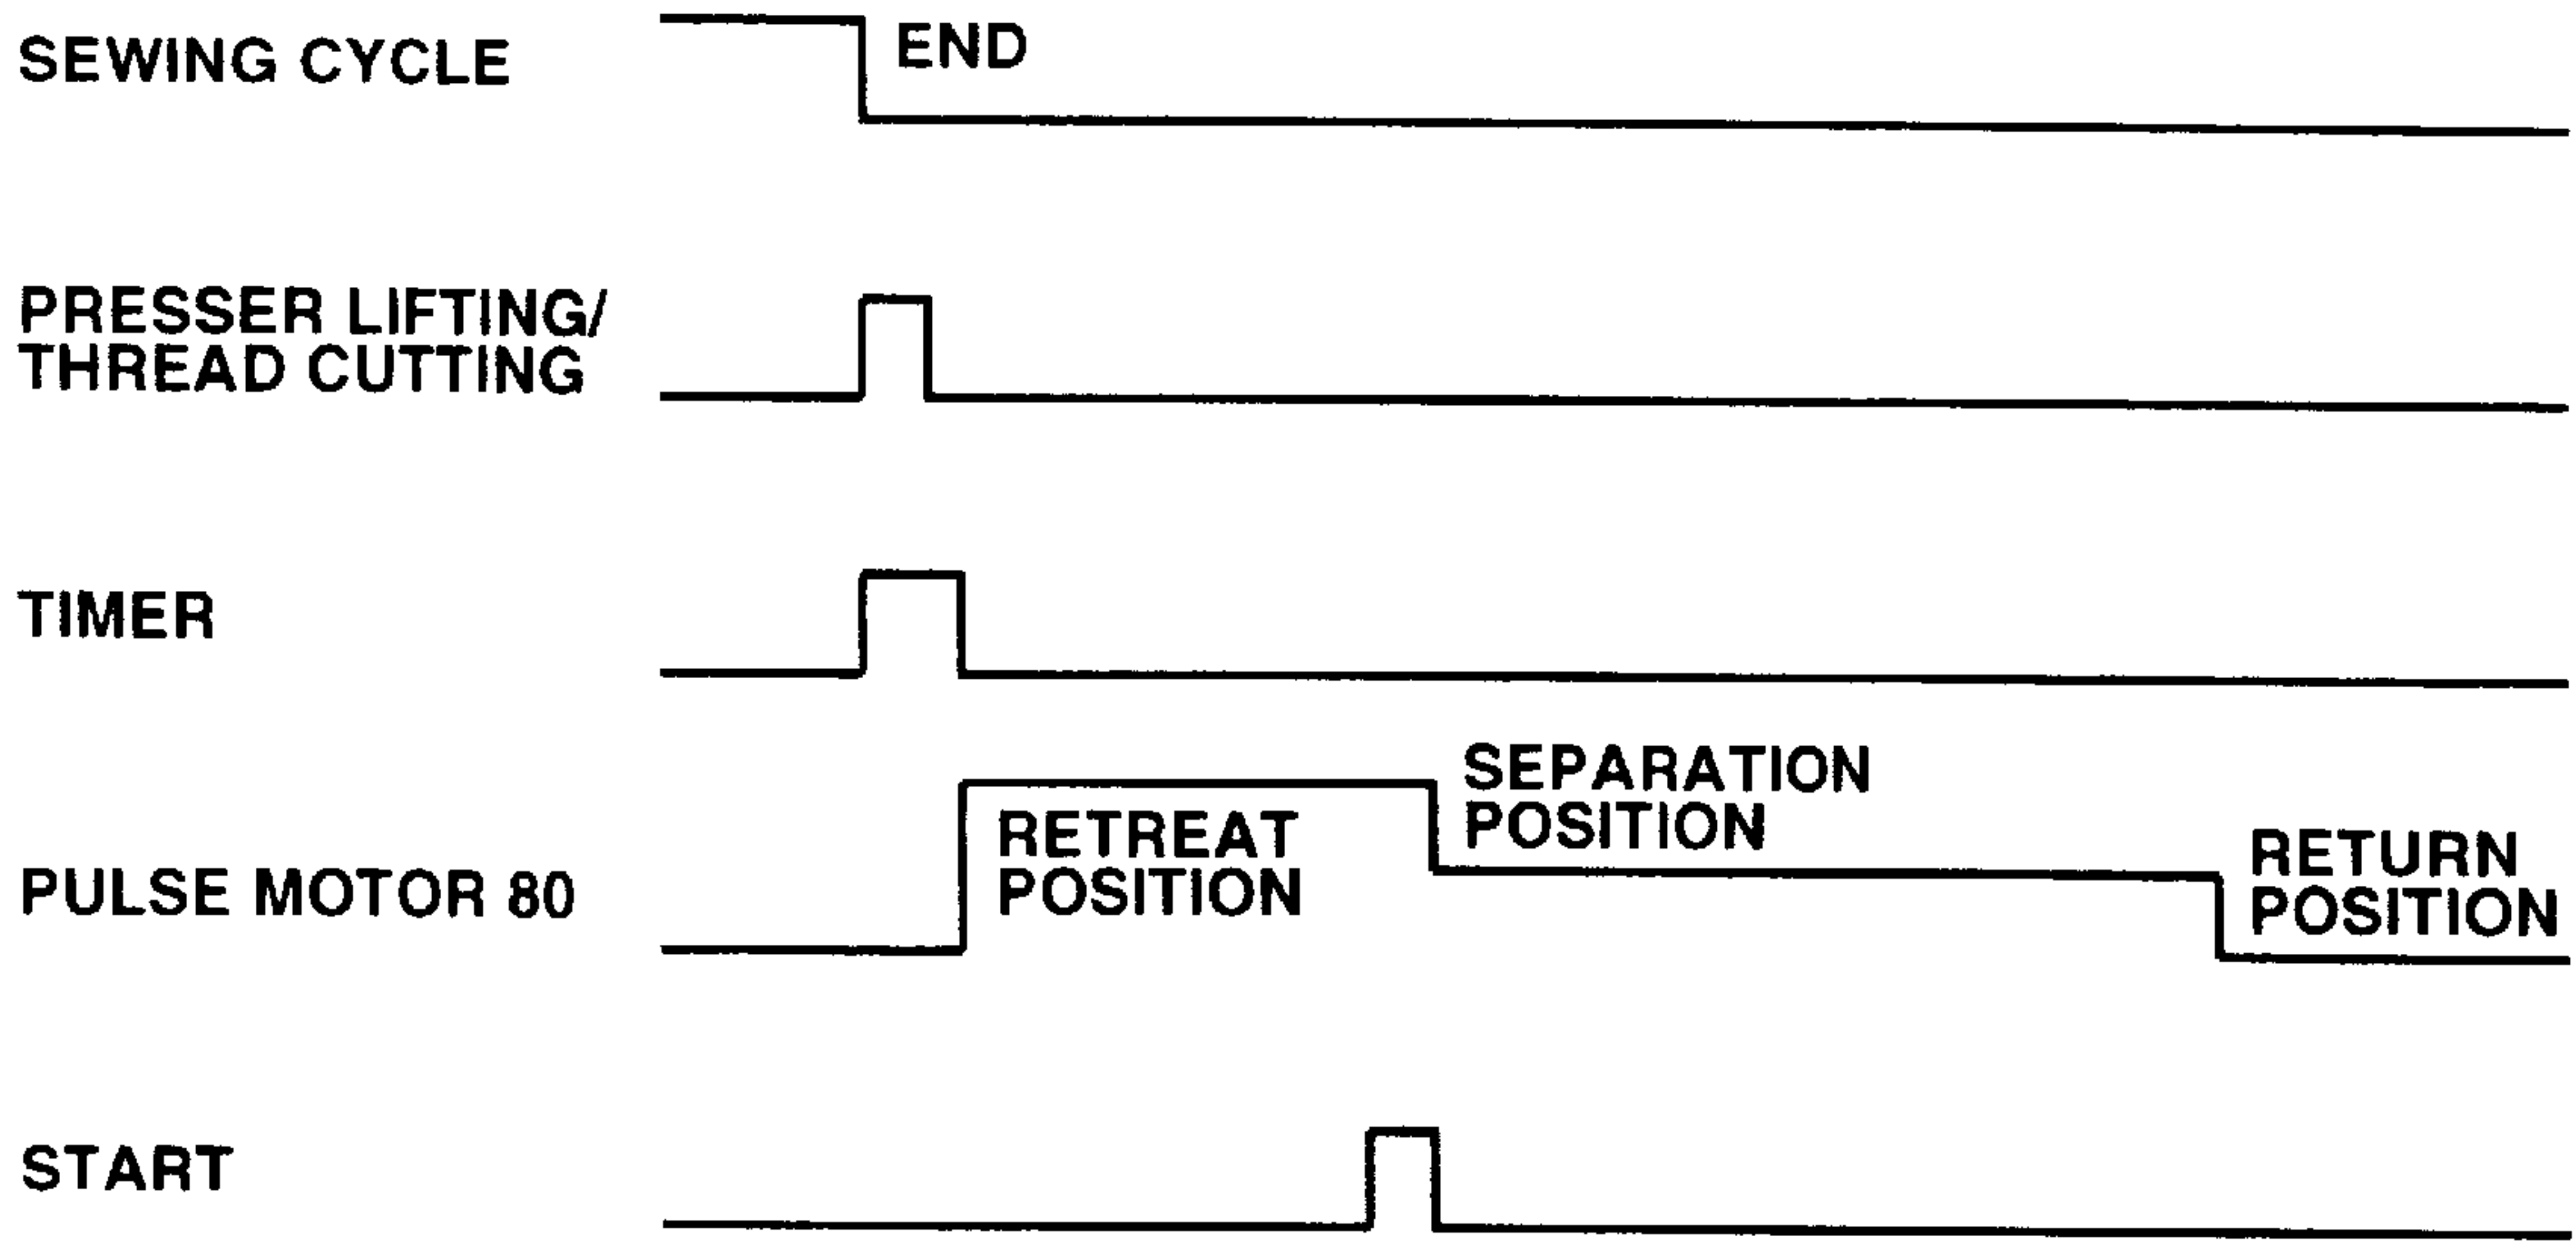 SEWING CYCLE
END
PRESSER LIFTING/
THREAD CUTTING
TIMER
PULSE MOTOR 80
RETREAT
POSITION
SEPARATION
POSITION
RETURN
POSITION
START